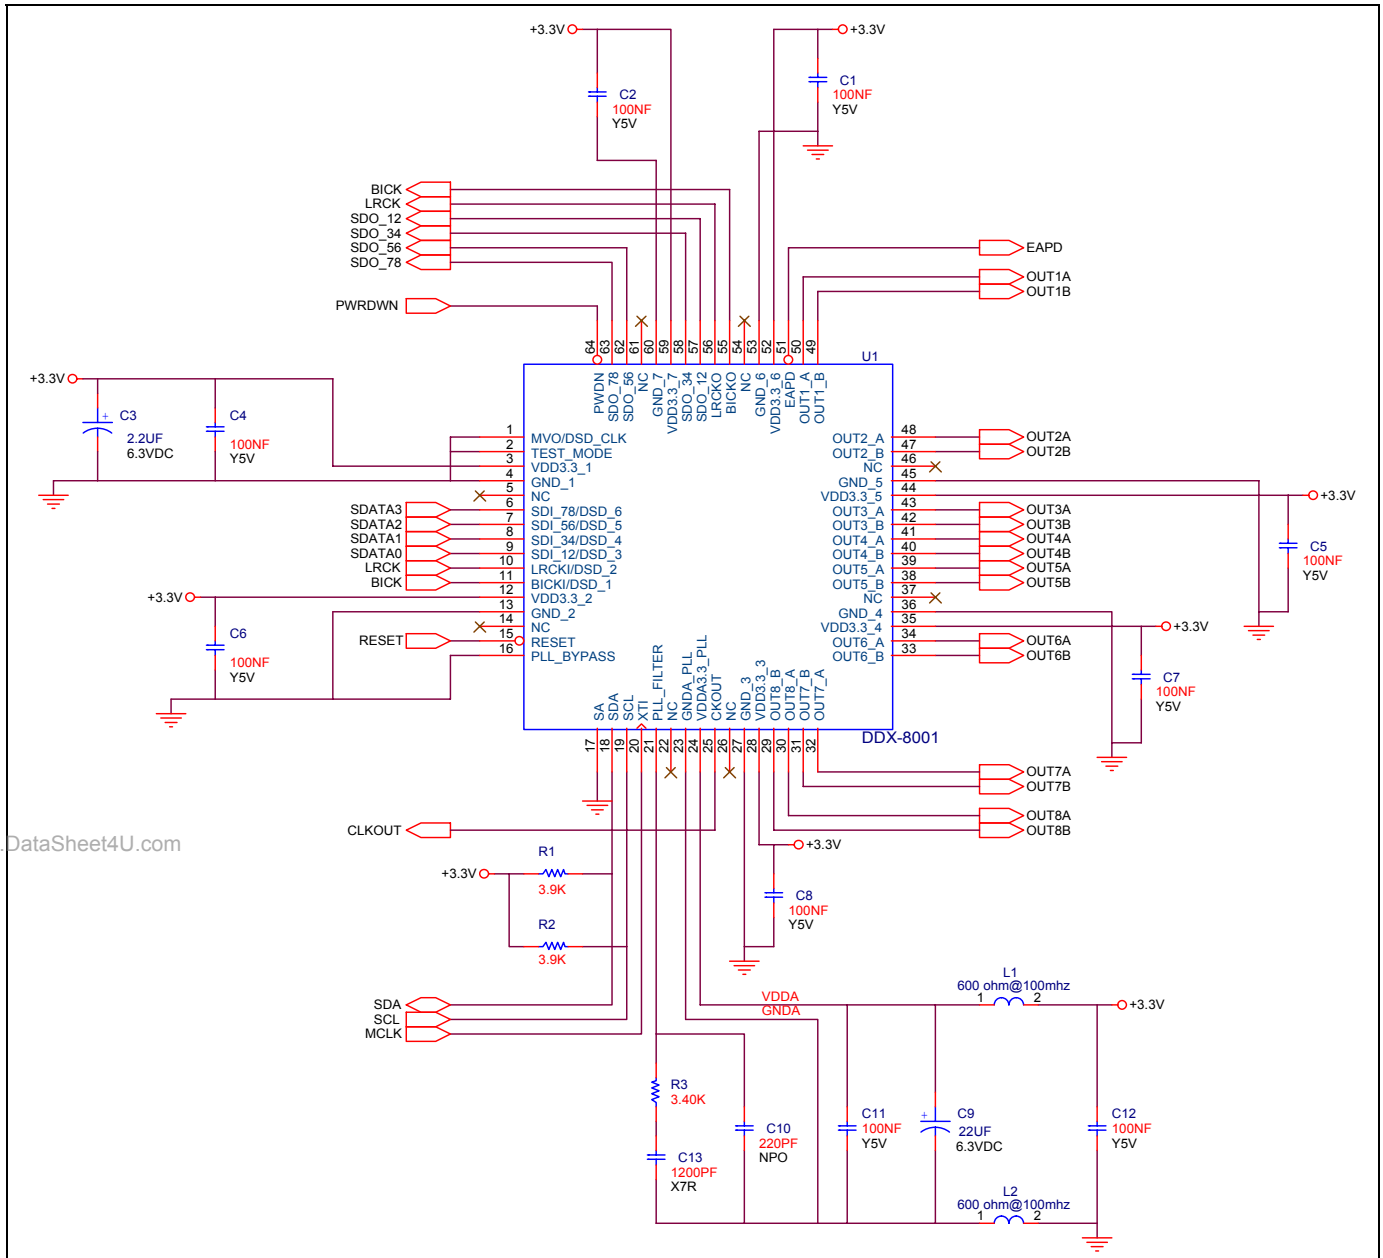 +3.3V
+3.3V
C2
100NF
Y5V
C1
100NF
Y5V
BICK
LRCK
SDO_12
SDO_34
SDO_56
SDO_78
PWRDWN
EAPD
OUT1A
OUT1B
64
63
62
61
60
59
58
57
56
55
54
53
52
51
50
49
U1
PWDN
SDO_78
SDO_56
NC
GND_7
VDD3.3_7
SDO_34
SDO_12
LRCKO
BICKO
NC
GND_6
VDD3.3_6
EAPD
OUT1_A
OUT1_B
+3.3V
C3
2.2UF
6.3VDC
C4
100NF
Y5V
1 MVO/DSD_CLK
2 TEST_MODE
3 VDD3.3_1
4 GND_1
5 NC
SDATA3 6 SDI_78/DSD_6
SDATA2 7 SDI_56/DSD_5
SDATA1 8 SDI_34/DSD_4
SDATA0 9 SDI_12/DSD_3
LRCK 10 LRCKI/DSD_2
BICK 11 BICKI/DSD_1
+3.3V 12 VDD3.3_2
13 GND_2
14 NC
RESET 15 RESET
16 PLL_BYPASS
C6
100NF
Y5V
OUT2_A 48 OUT2A
OUT2_B 47 OUT2B
NC 46
GND_5 45
VDD3.3_5 44 +3.3V
OUT3_A 43 OUT3A
OUT3_B 42 OUT3B
OUT4_A 41 OUT4A
OUT4_B 40 OUT4B
OUT5_A 39 OUT5A
OUT5_B 38 OUT5B
NC 37
GND_4 36
VDD3.3_4 35 +3.3V
OUT6_A 34 OUT6A
OUT6_B 33 OUT6B
C5
100NF
Y5V
C7
100NF
Y5V
SA
SDA
SCL
XTI
PLL_FILTER
NC
GNDA_PLL
VDDA3.3_PLL
CKOUT
NC
GND_3
VDD3.3_3
OUT8_B
OUT8_A
OUT7_B
OUT7_A
DDX-8001
17
18
19
20
21
22
23
24
25
26
27
28
29
30
31
32
OUT7A
OUT7B
OUT8A
OUT8B
CLKOUT
.DataSheet4U.com
+3.3V
R1
3.9K
R2
3.9K
+3.3V
C8
100NF
Y5V
SDA
SCL
MCLK
VDDA
GNDA
L1
600 ohm@100mhz
1 2
+3.3V
R3
3.40K
C13
1200PF
X7R
C10
220PF
NPO
C11
100NF
Y5V
C9
22UF
6.3VDC
C12
100NF
Y5V
L2
600 ohm@100mhz
1 2